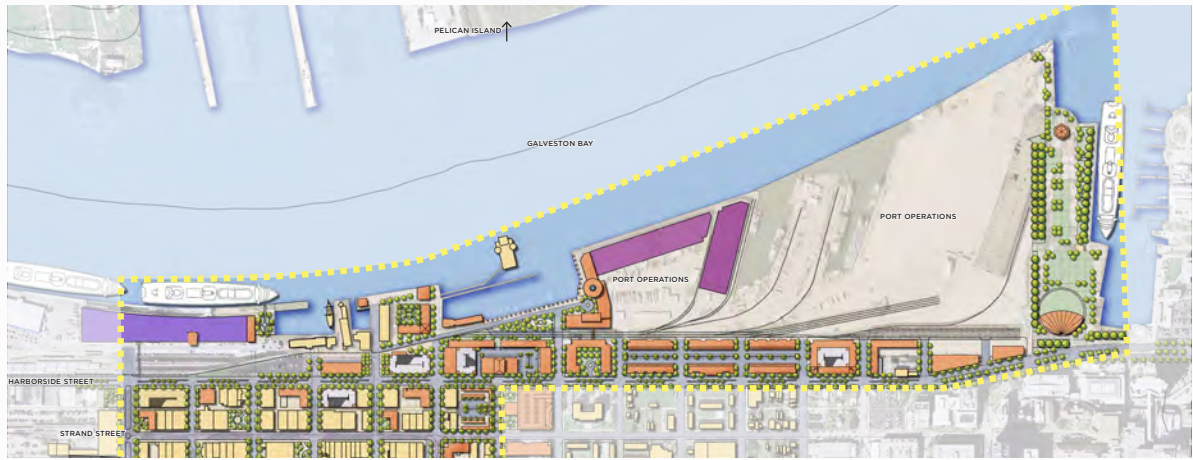 PELICAN ISLAND
GALVESTON BAY
PORT OPERATIONS
PORT OPERATIONS
HARBORSIDE STREET
STRAND STREET